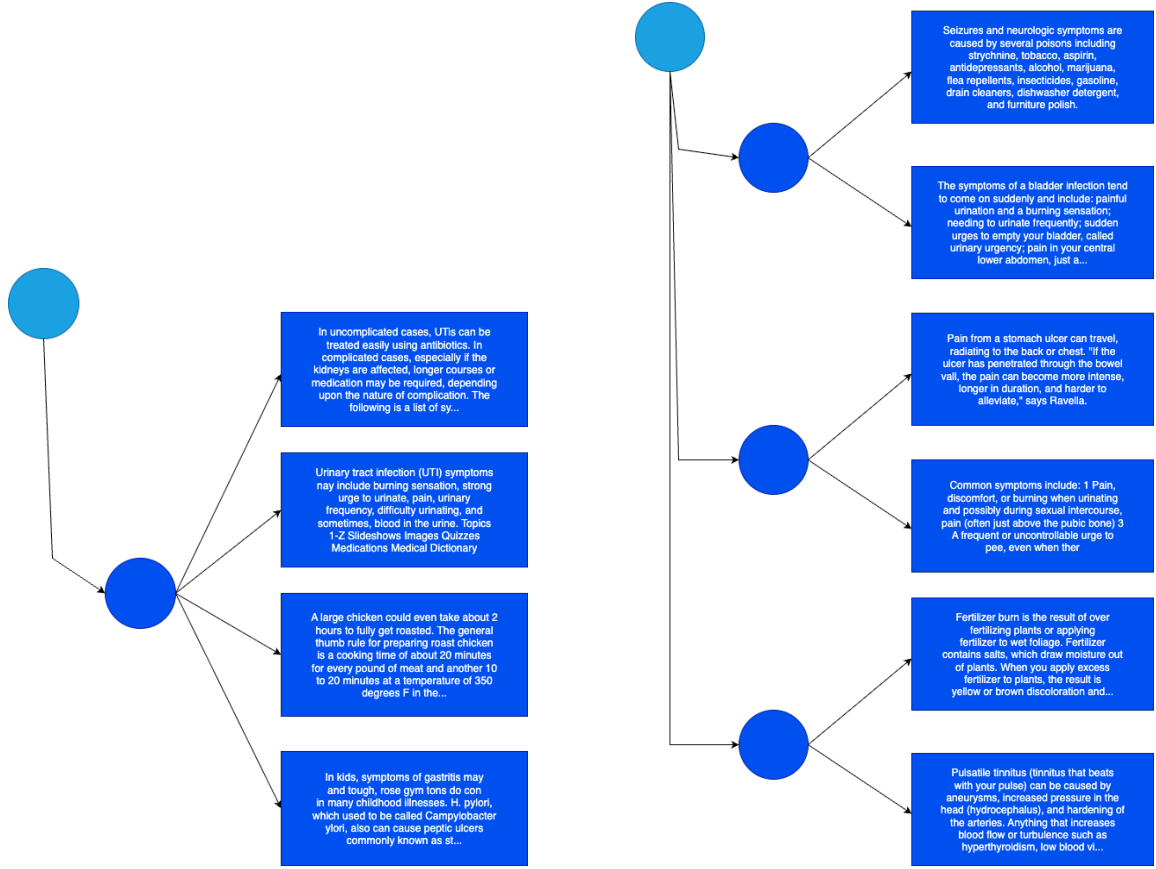 In uncomplicated cases, UTis can be
treated easily using antibiotics. In
complicated cases, especially if the
kidneys are affected, longer courses or
medication may be required, depending
upon the nature of complication. The
following is a list of sy...
Urinary tract infection (UTI) symptoms
nay include burning sensation, strong
urge to urinate, pain, urinary
frequency, difficulty urinating, and
sometimes, blood in the urine. Topics
1-Z Slideshows Images Quizzes
Medications Medical Dictionary
A large chicken could even take about 2
hours to fully get roasted. The general
thumb rule for preparing roast chicken
is a cooking time of about 20 minutes
for every pound of meat and another 10
to 20 minutes at a temperature of 350
degrees F in the...
In kids, symptoms of gastritis may
and tough, rose gym tons do con
in many childhood illnesses. H. pylori,
which used to be called Campylobacter
ylori, also can cause peptic ulcers
commonly known as st...
Seizures and neurologic symptoms are
caused by several poisons including
strychnine, tobacco, aspirin,
antidepressants, alcohol, marijuana,
flea repellents, insecticides, gasoline,
drain cleaners, dishwasher detergent,
and furniture polish.
The symptoms of a bladder infection tend
to come on suddenly and include: painful
urination and a burning sensation;
needing to urinate frequently; sudden
urges to empty your bladder, called
urinary urgency; pain in your central
lower abdomen, just a...
Pain from a stomach ulcer can travel,
radiating to the back or chest. "If the
ulcer has penetrated through the bowel
vall, the pain can become more intense,
longer in duration, and harder to
alleviate," says Ravella.
Common symptoms include: 1 Pain,
discomfort, or burning when urinating
and possibly during sexual intercourse,
pain (often just above the pubic bone) 3
A frequent or uncontrollable urge to
pee, even when ther
Fertilizer burn is the result of over
fertilizing plants or applying
fertilizer to wet foliage. Fertilizer
contains salts, which draw moisture out
of plants. When you apply excess
fertilizer to plants, the result is
yellow or brown discoloration and...
Pulsatile tinnitus (tinnitus that beats
with your pulse) can be caused by
aneurysms, increased pressure in the
head (hydrocephalus), and hardening of
the arteries. Anything that increases
blood flow or turbulence such as
hyperthyroidism, low blood vi...